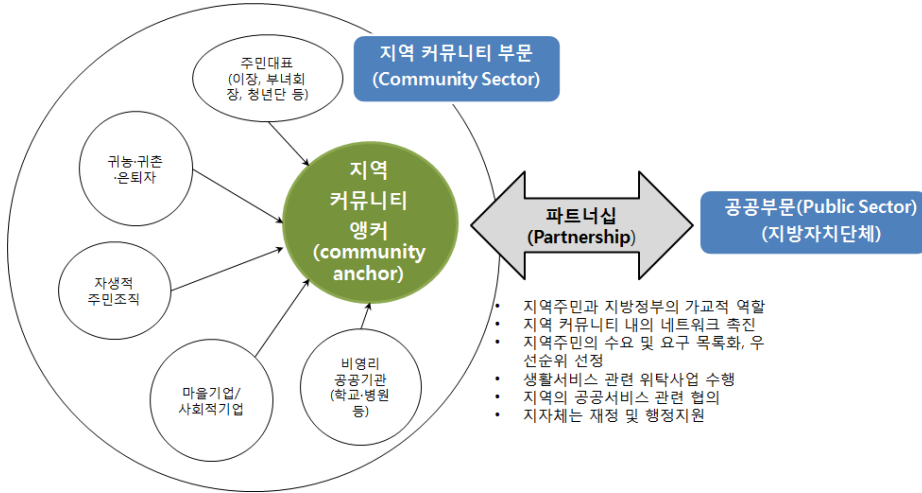 지역 커뮤니티 부문
(Community Sector)
주민대표
(이장, 부녀회
장, 청년단 등)
귀농·귀촌
·은퇴자
자생적
주민조직
마을기업/
사회적기업
비영리
공공기관
(학교·병원
등)
지역
커뮤니티
앵커
(community
anchor)
파트너십
(Partnership)
공공부문(Public Sector)
(지방자치단체)
• 지역주민과 지방정부의 가교적 역할
• 지역 커뮤니티 내의 네트워크 촉진
• 지역주민의 수요 및 요구 목록화, 우
선순위 선정
• 생활서비스 관련 위탁사업 수행
• 지역의 공공서비스 관련 협의
• 지자체는 재정 및 행정지원